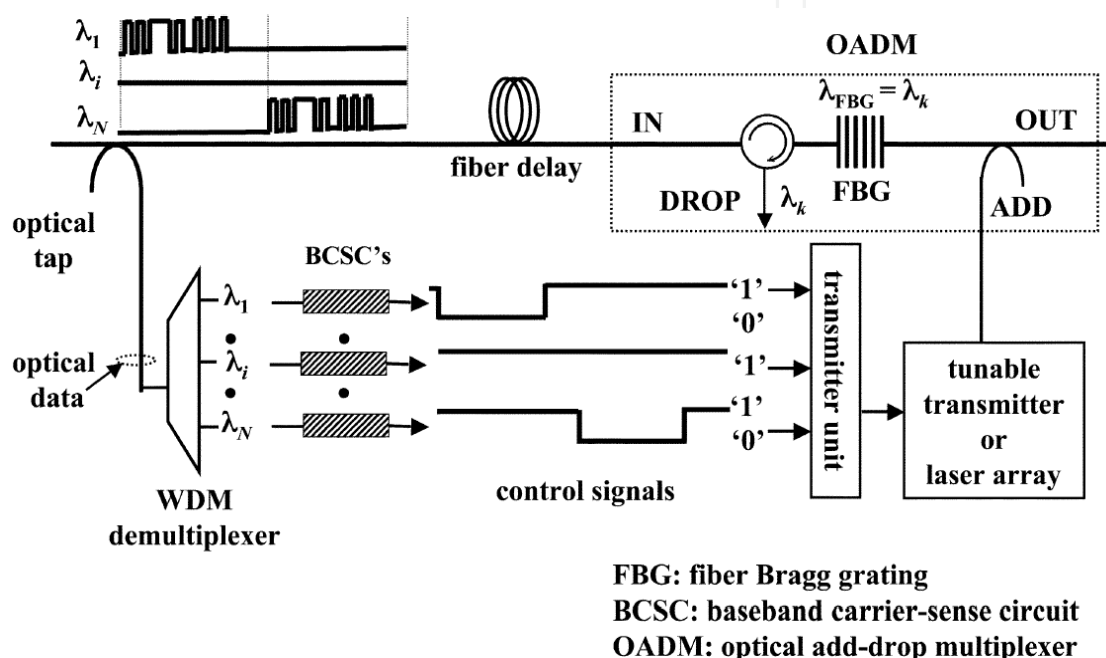 λ1
λi
λN
OADM
λFBG = λk
IN
OUT
fiber delay
DROP
λk
FBG
ADD
optical
tap
BCSC's
transmitter unit
λ1
'1'
'0'
optical
data
λi
'1'
tunable
transmitter
or
laser array
λN
'1'
'0'
WDM
demultiplexer
control signals
FBG: fiber Bragg grating
BCSC: baseband carrier-sense circuit
OADM: optical add-drop multiplexer